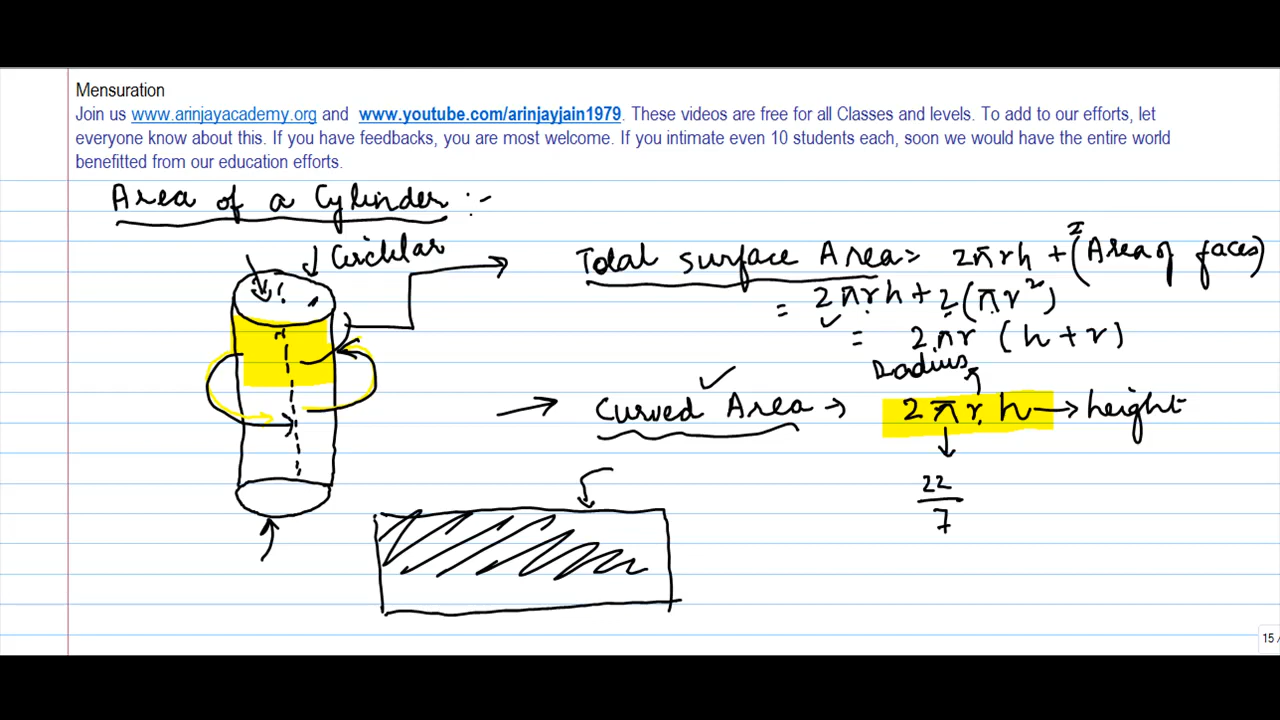 Mensuration
Join us www.arinjayacademy.org and www.youtube.com/arinjayjain1979. These videos are free for all Classes and levels. To add to our efforts, let
everyone know about this. If you have feedbacks, you are most welcome. If you intimate even 10 students each, soon we would have the entire world
benefitted from our education efforts.
Area of a Cylinder :-
Circular
Total surface Area = 2πrh + 2(Area of faces)
= 2πrh + 2(πr²)
= 2πr (h + r)
Radius
Curved Area → 2πrh → height
22
7
15